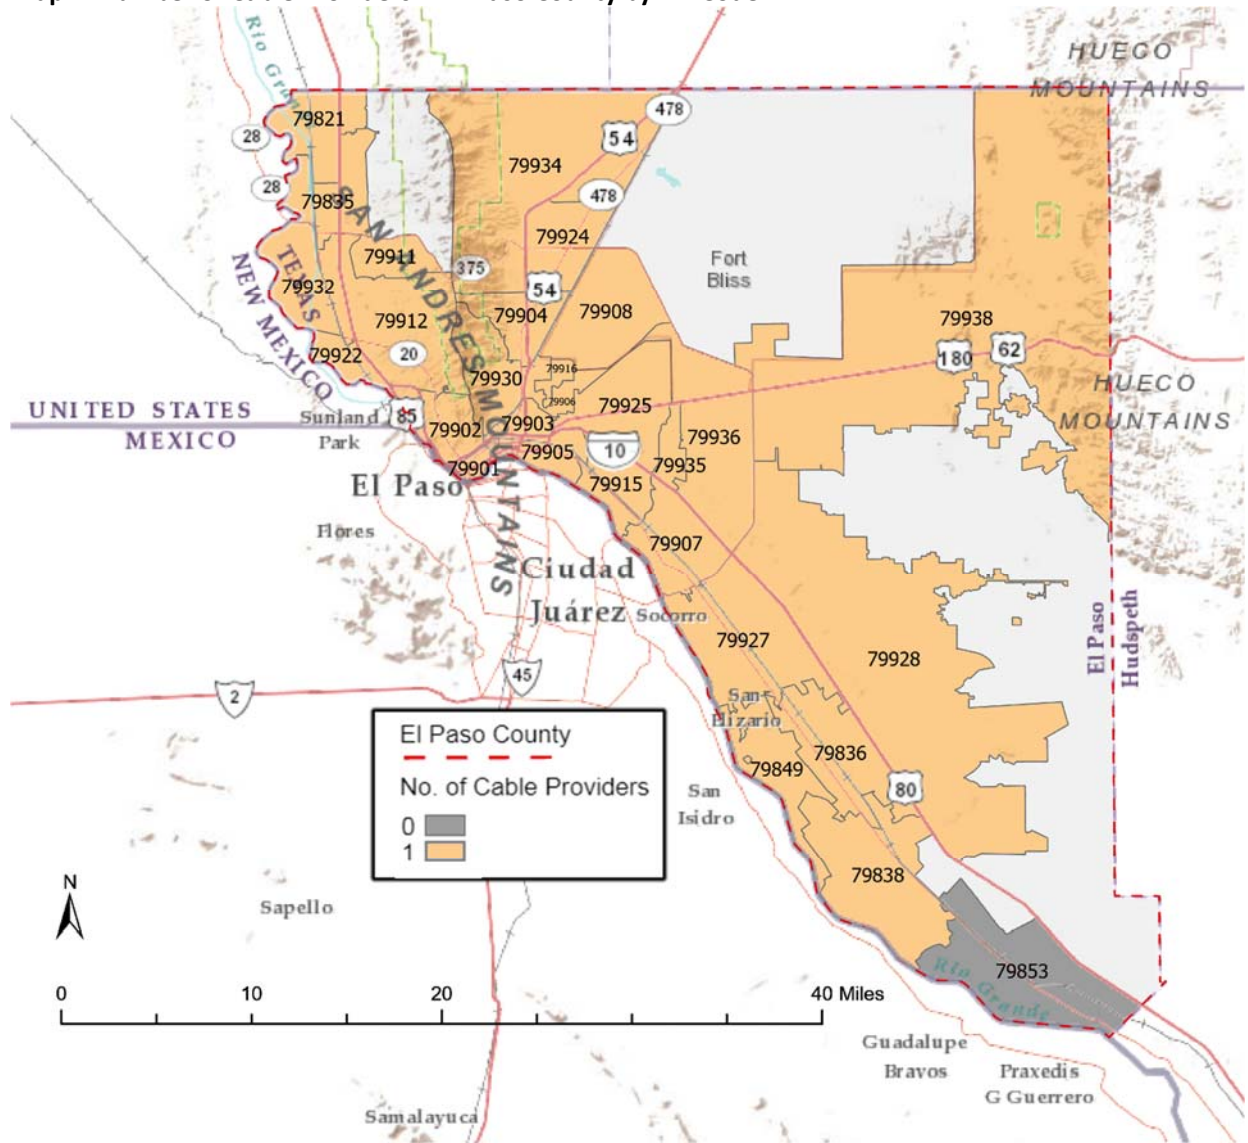 HUECO
MOUNTAINS
Rio Gran
478
28
79821
54
79934
478
28
79835
SAN ANDRES MOUNTAINS
79924
79911
375
Fort
Bliss
TEXAS
NEW MEXICO
79932
54
79904
79908
79912
79938
20
79922
180
62
79930
79916
HUECO
MOUNTAINS
79906
79925
UNITED STATES
MEXICO
Sunland
Park
85
79902
79903
79936
79905
10
79935
79901
79915
El Paso
Flores
79907
Ciudad
Juárez
Socorro
El Paso
Hudspeth
79927
79928
45
2
San
Elizario
El Paso County
No. of Cable Providers
0
1
79836
79849
80
San
Isidro
79838
N
Sapello
79853
Rio Grande
0 10 20 40 Miles
Guadalupe
Bravos
Praxedis
G Guerrero
Samalayuca